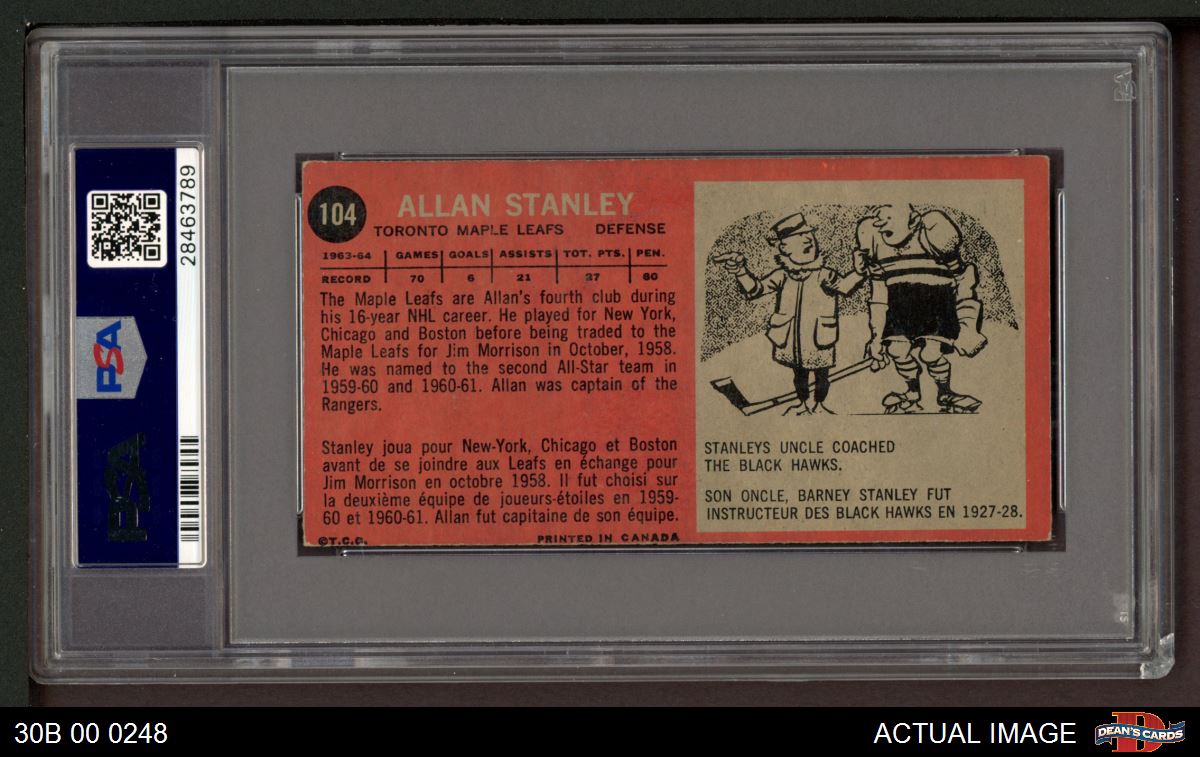 28463789
PSA
PSA
104
ALLAN STANLEY
TORONTO MAPLE LEAFS DEFENSE
1963-64 GAMES GOALS ASSISTS TOT. PTS. PEN.
RECORD 70 6 21 27 60
The Maple Leafs are Allan's fourth club during
his 16-year NHL career. He played for New York,
Chicago and Boston before being traded to the
Maple Leafs for Jim Morrison in October, 1958.
He was named to the second All-Star team in
1959-60 and 1960-61. Allan was captain of the
Rangers.
Stanley joua pour New-York, Chicago et Boston
avant de se joindre aux Leafs en échange pour
Jim Morrison en octobre 1958. Il fut choisi sur
la deuxième équipe de joueurs-étoiles en 1959-
60 et 1960-61. Allan fut capitaine de son équipe.
©T.C.G. PRINTED IN CANADA
STANLEYS UNCLE COACHED
THE BLACK HAWKS.
SON ONCLE, BARNEY STANLEY FUT
INSTRUCTEUR DES BLACK HAWKS EN 1927-28.
PSA
30B 00 0248
ACTUAL IMAGE
D
DEAN'S CARDS